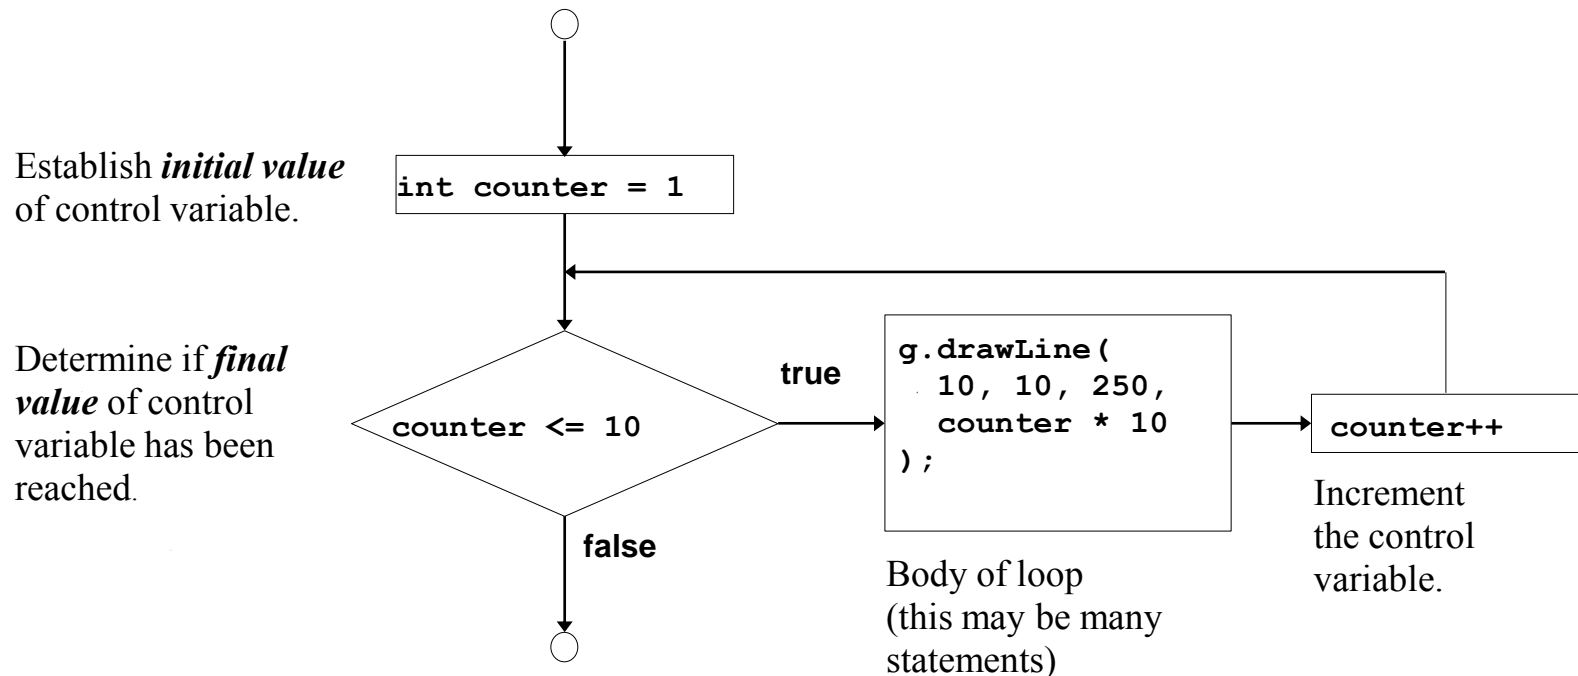 Establish initial value
of control variable.
int counter = 1
Determine if final
value of control
variable has been
reached.
counter <= 10
true
false
g.drawLine(
10, 10, 250,
counter * 10
);
Body of loop
(this may be many
statements)
counter++
Increment
the control
variable.